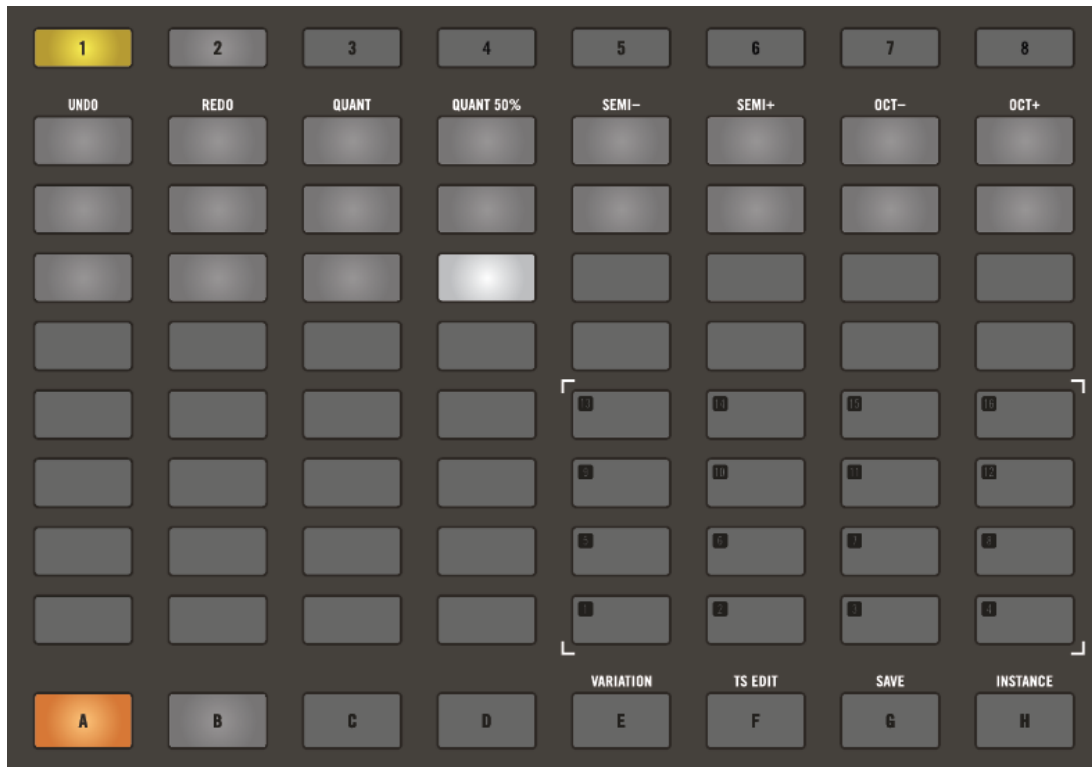 1 2 3 4 5 6 7 8
UNDO REDO QUANT QUANT 50% SEMI– SEMI+ OCT– OCT+
13 14 15 16
9 10 11 12
5 6 7 8
1 2 3 4
VARIATION TS EDIT SAVE INSTANCE
A B C D E F G H